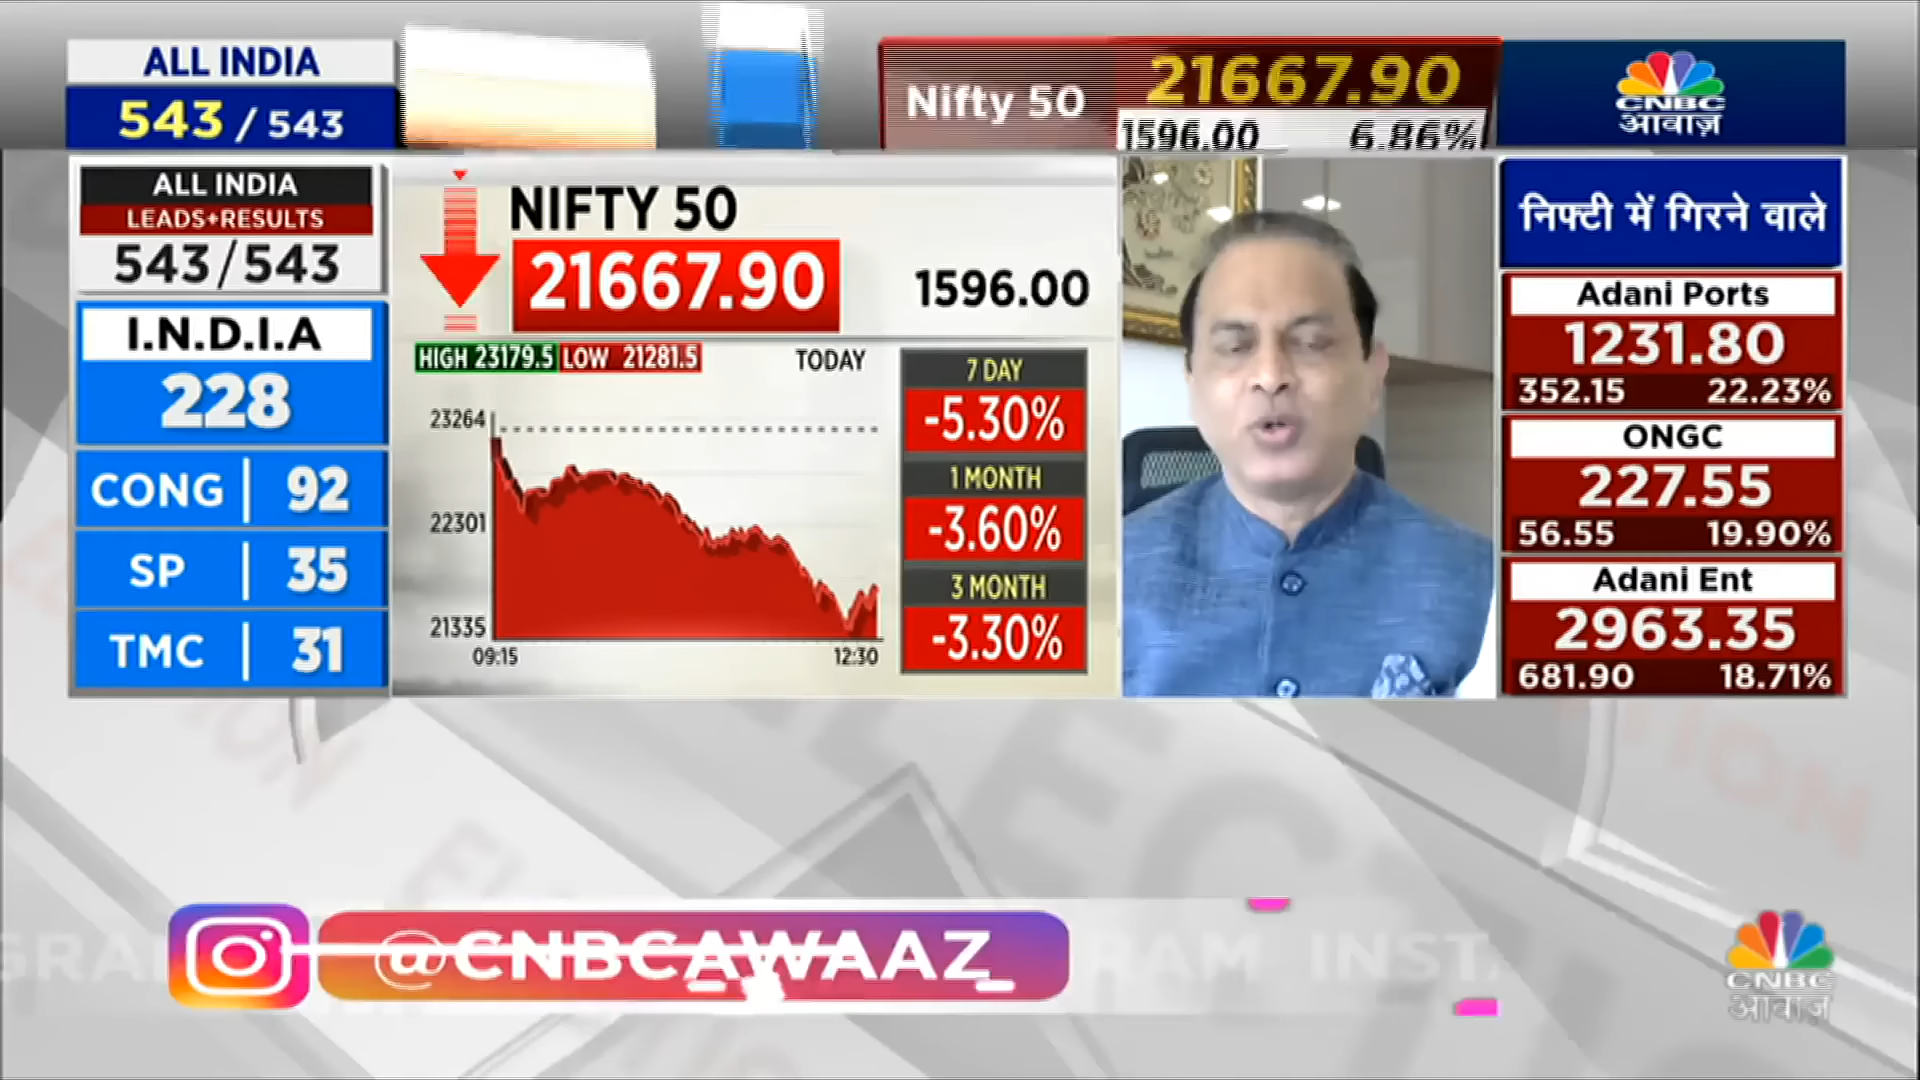 ALL INDIA
543 / 543
Nifty 50
21667.90
1596.00 6.86%
CNBC
आवाज़
ALL INDIA
LEADS+RESULTS
543/543
I.N.D.I.A
228
CONG 92
SP 35
TMC 31
NIFTY 50
21667.90 1596.00
HIGH 23179.5 LOW 21281.5 TODAY
23264
22301
21335
09:15 12:30
7 DAY
-5.30%
1 MONTH
-3.60%
3 MONTH
-3.30%
निफ्टी में गिरने वाले
Adani Ports
1231.80
352.15 22.23%
ONGC
227.55
56.55 19.90%
Adani Ent
2963.35
681.90 18.71%
@CNBCAWAAZ
CNBC
आवाज़